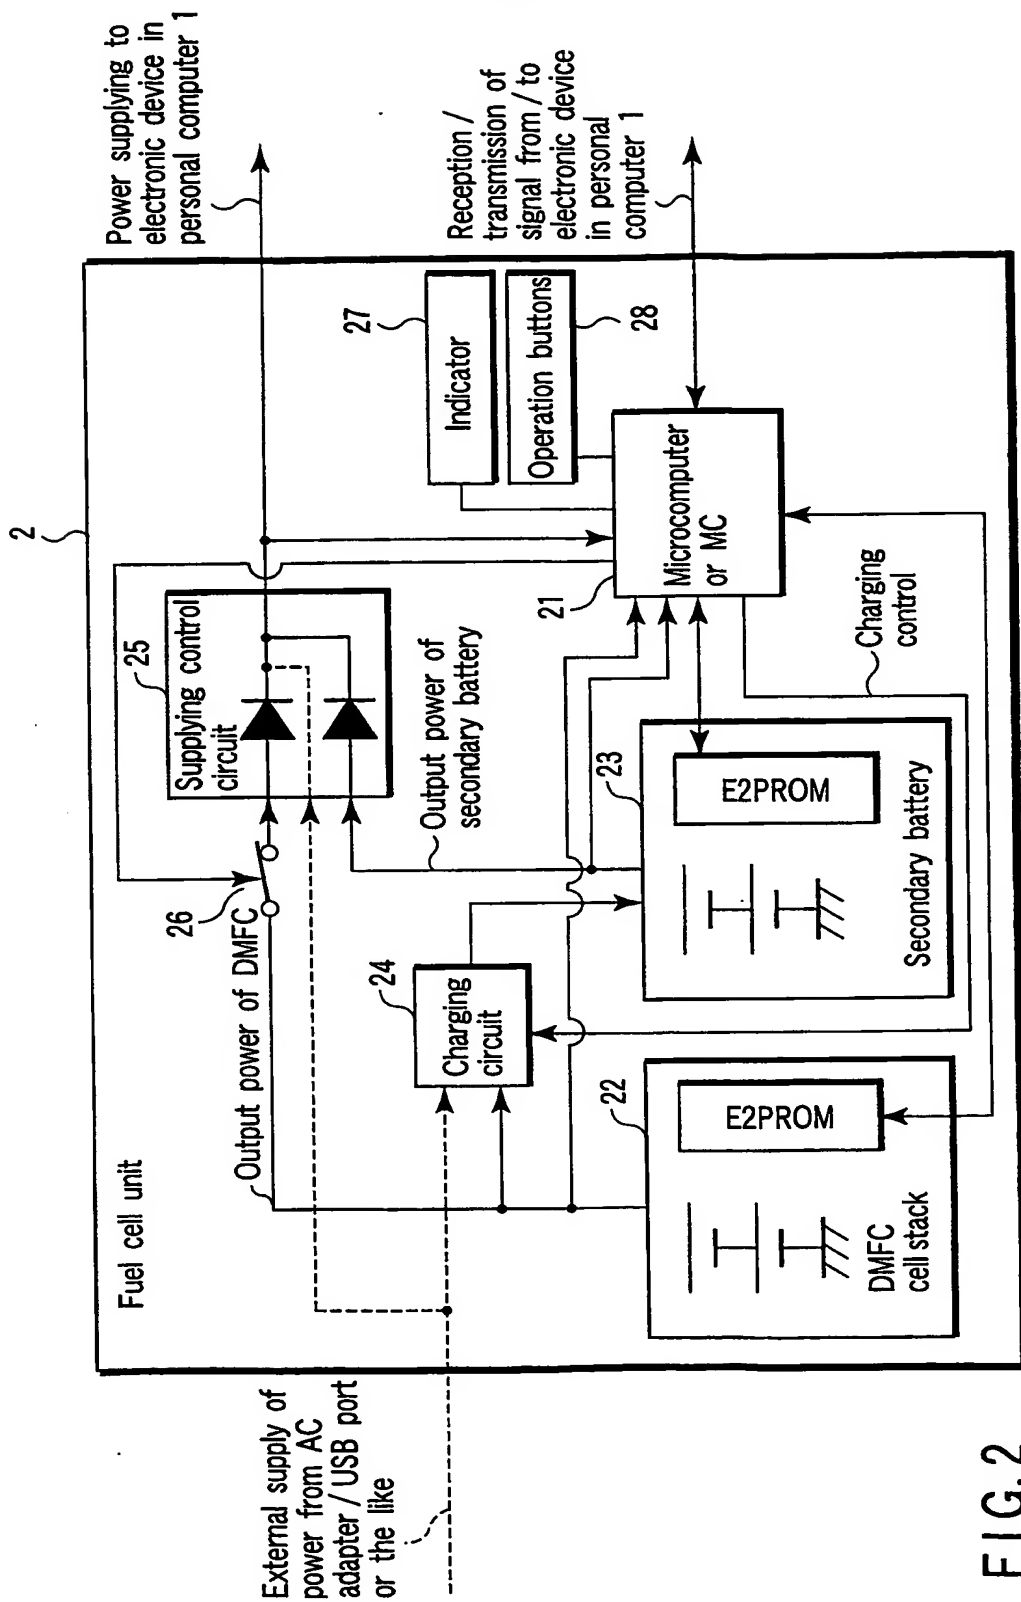 2
Fuel cell unit
Power supplying to
electronic device in
personal computer 1
Reception /
transmission of
signal from / to
electronic device
in personal
computer 1
External supply of
power from AC
adapter / USB port
or the like
25
Supplying control
circuit
26
Output power of DMFC
Output power of
secondary battery
27
Indicator
Operation buttons
28
24
Charging
circuit
21
Microcomputer
or MC
Charging
control
22
E2PROM
DMFC
cell stack
23
E2PROM
Secondary battery
FIG. 2